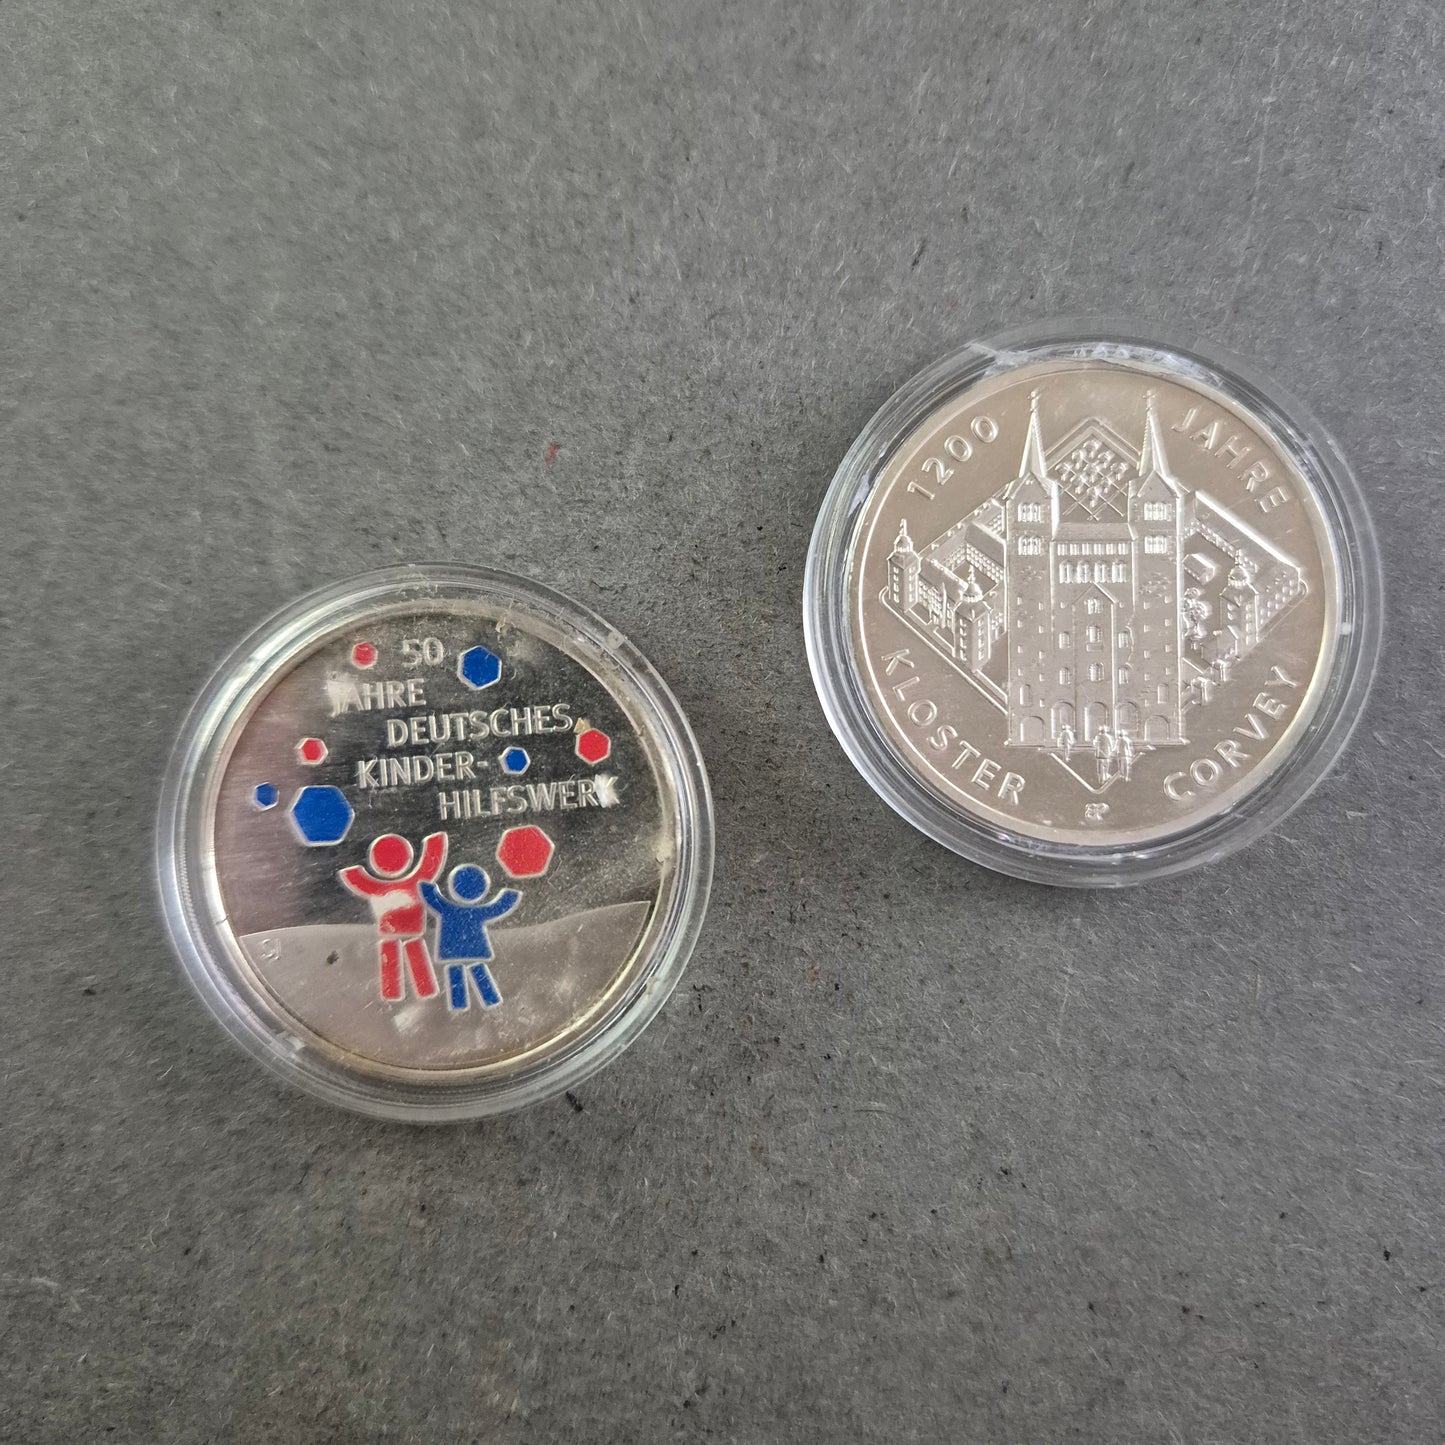 50
JAHRE
DEUTSCHES
KINDER-
HILFSWERK
1200 JAHRE
KLOSTER CORVEY